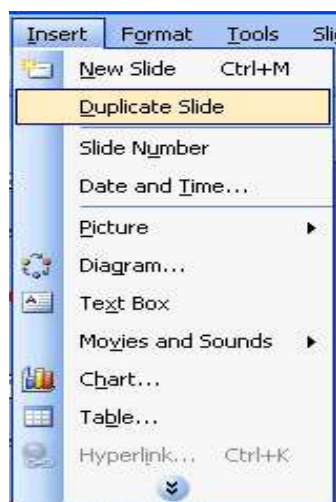 Insert Format Tools Sli
New Slide Ctrl+M
Duplicate Slide
Slide Number
Date and Time...
Picture
Diagram...
Text Box
Movies and Sounds
Chart...
Table...
Hyperlink... Ctrl+K